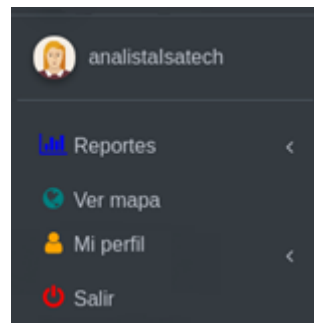 analistalsatech
Reportes
Ver mapa
Mi perfil
Salir